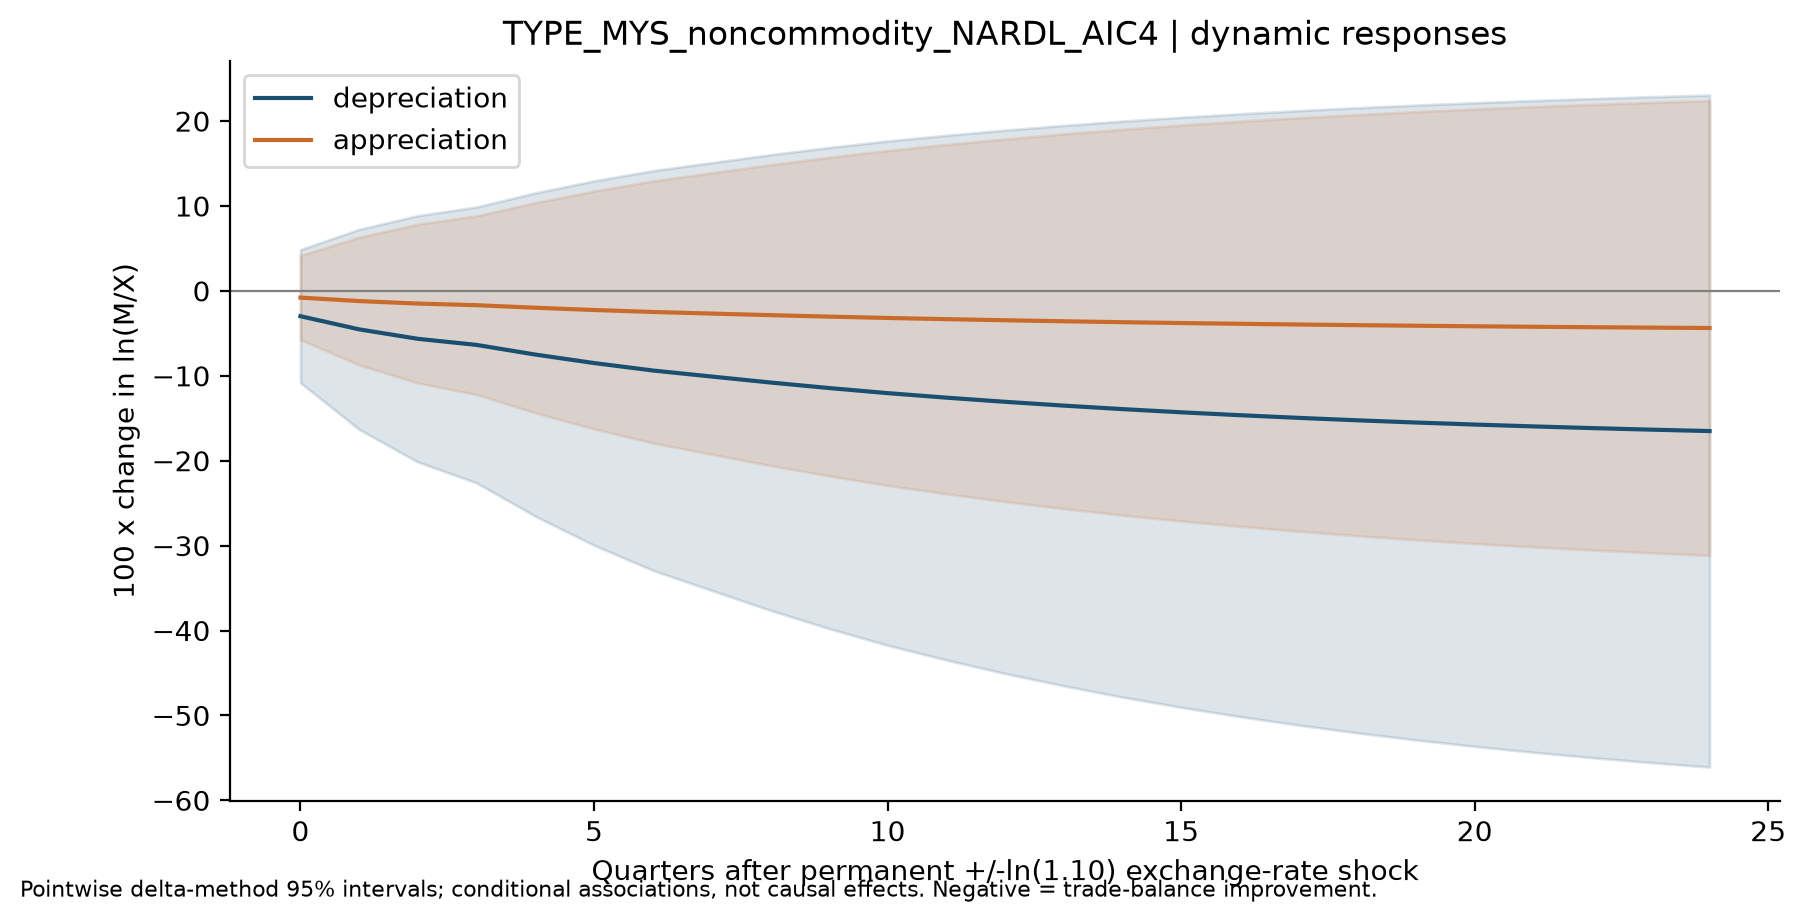 TYPE_MYS_noncommodity_NARDL_AIC4 | dynamic responses
depreciation
appreciation
100 x change in ln(M/X)
20
10
0
−10
−20
−30
−40
−50
−60
0 5 10 15 20 25
Quarters after permanent +/-ln(1.10) exchange-rate shock
Pointwise delta-method 95% intervals; conditional associations, not causal effects. Negative = trade-balance improvement.